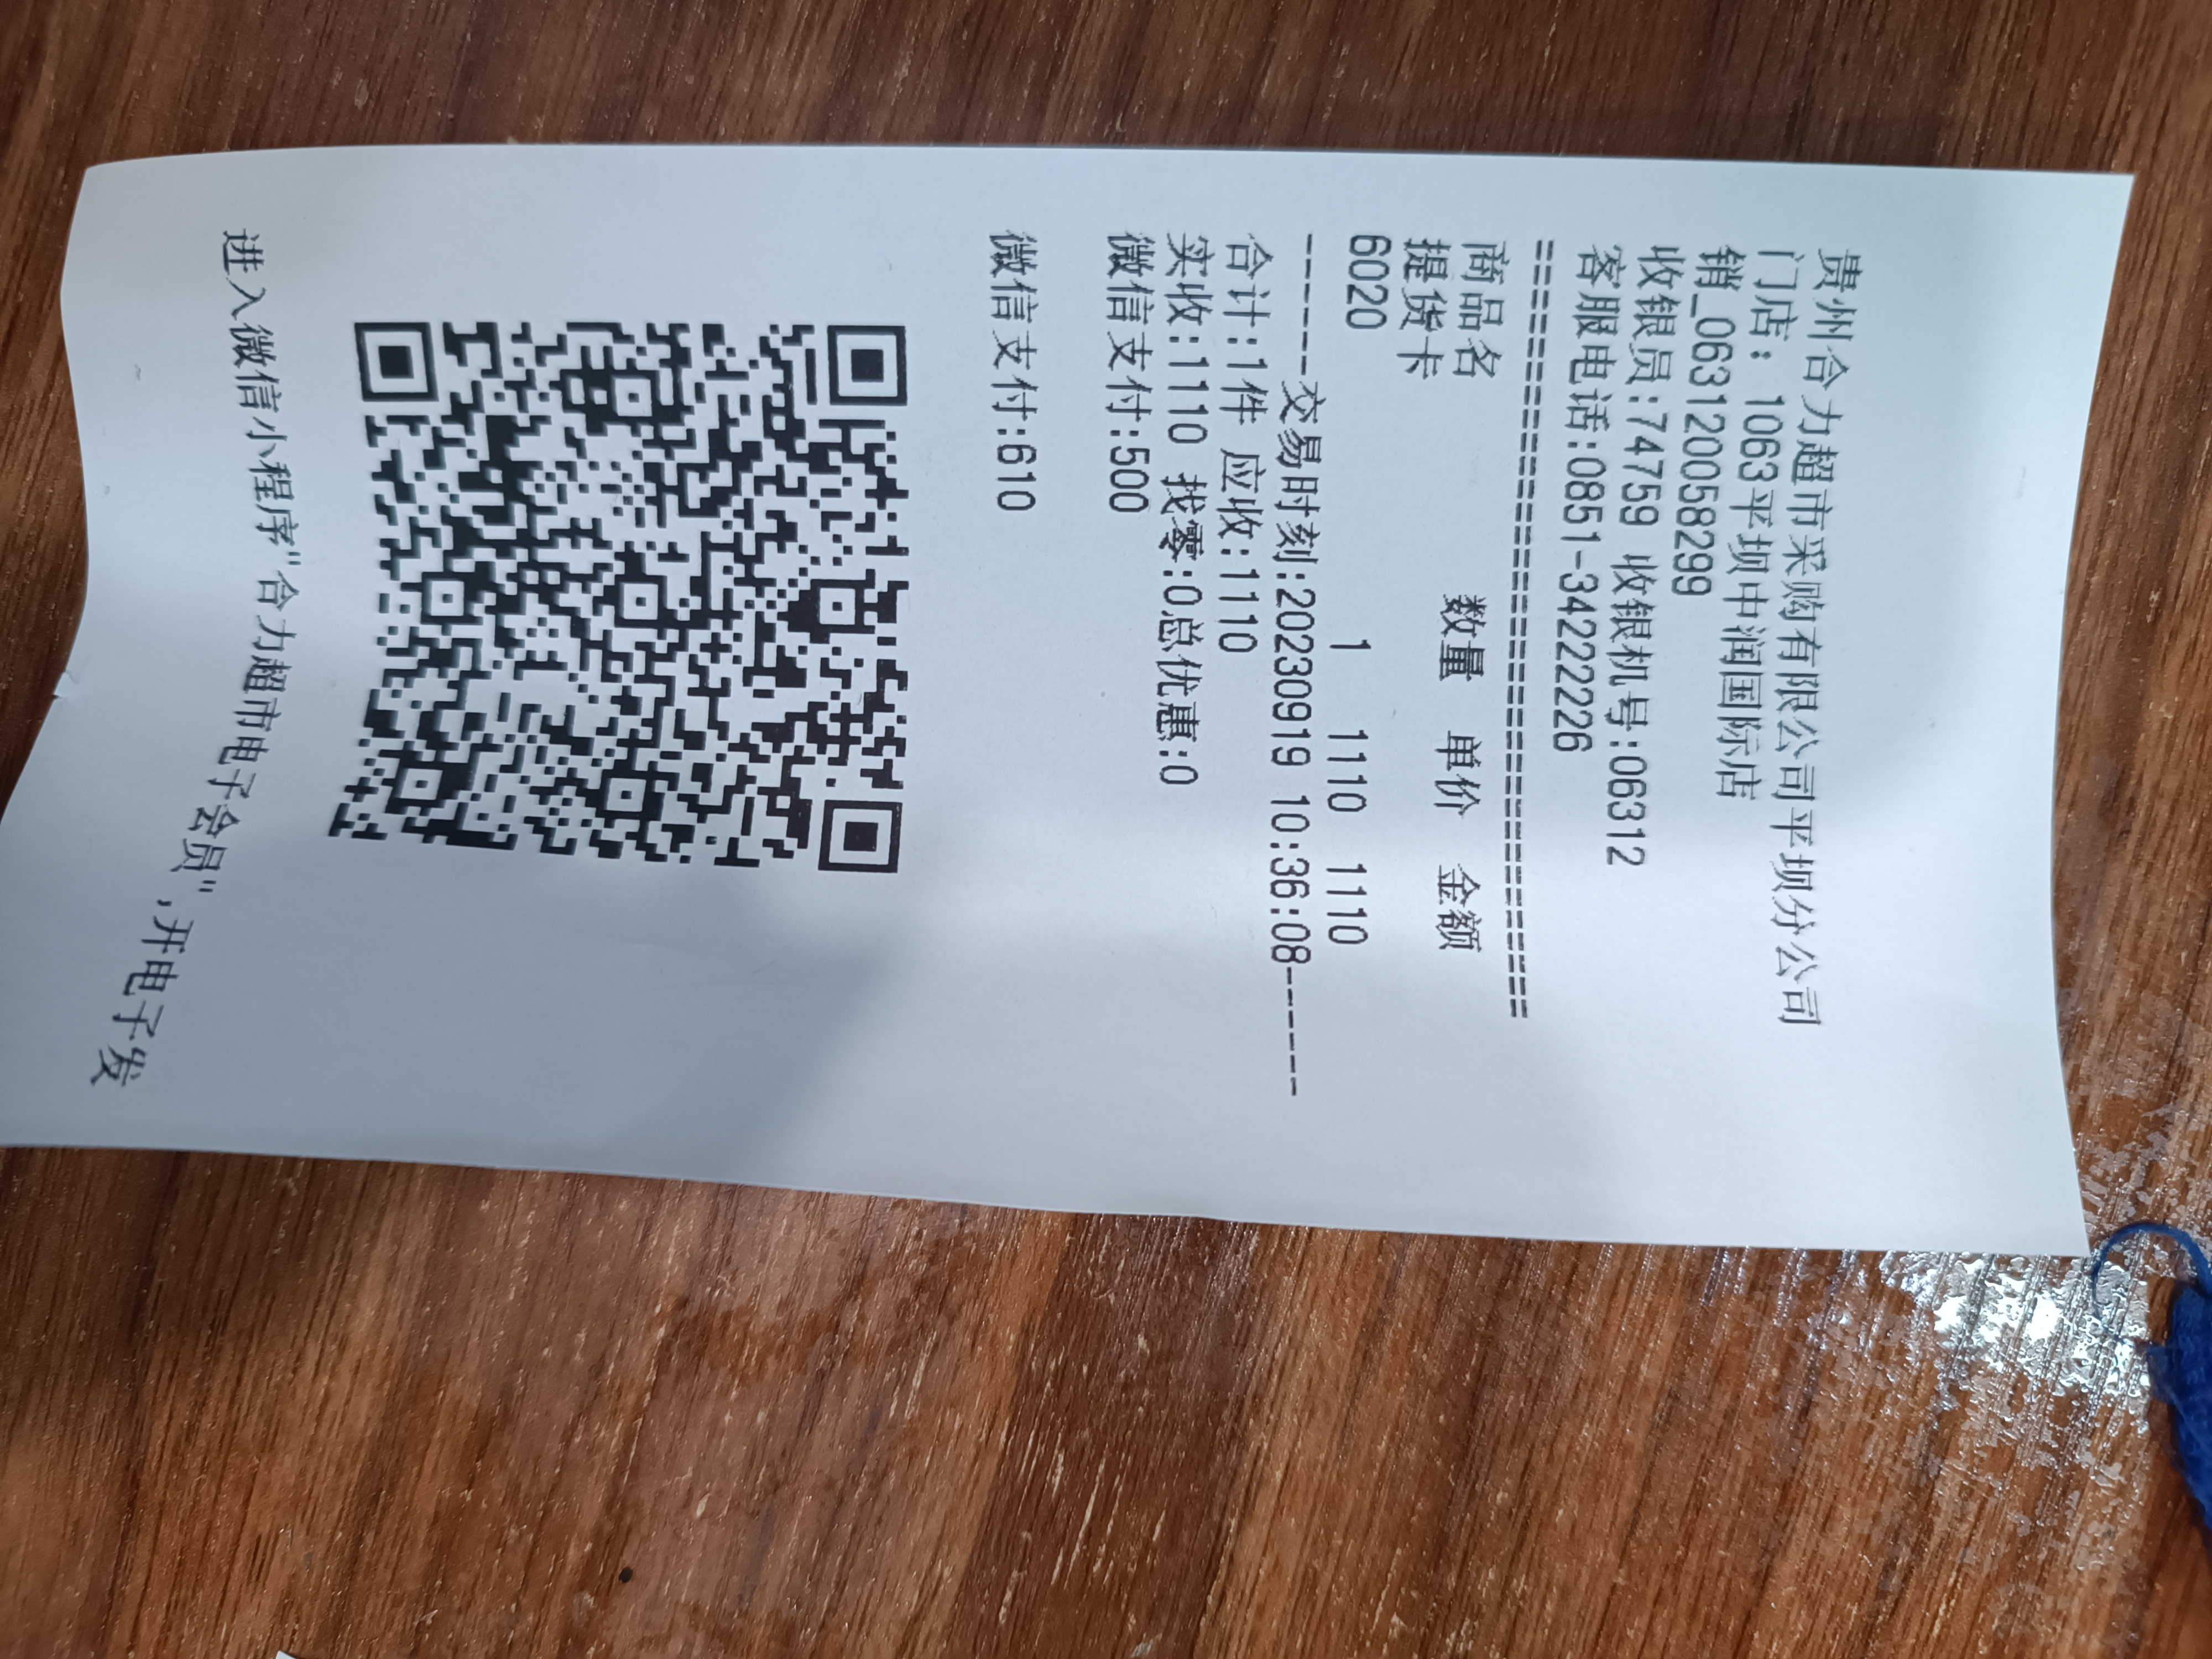 贵州合力超市采购有限公司平坝分公司
门店: 1063平坝中润国际店
销_0631200582​99
收银员:74759 收银机号:06312
客服电话:0851-34222226
==================================
商品名 数量 单价 金额
提货卡
6020 1 1110 1110
------交易时刻:20230919 10:36:08------
合计:1件 应收:1110
实收:1110 找零:0总优惠:0
微信支付:500
微信支付:610
进入微信小程序"合力超市电子会员",开电子发